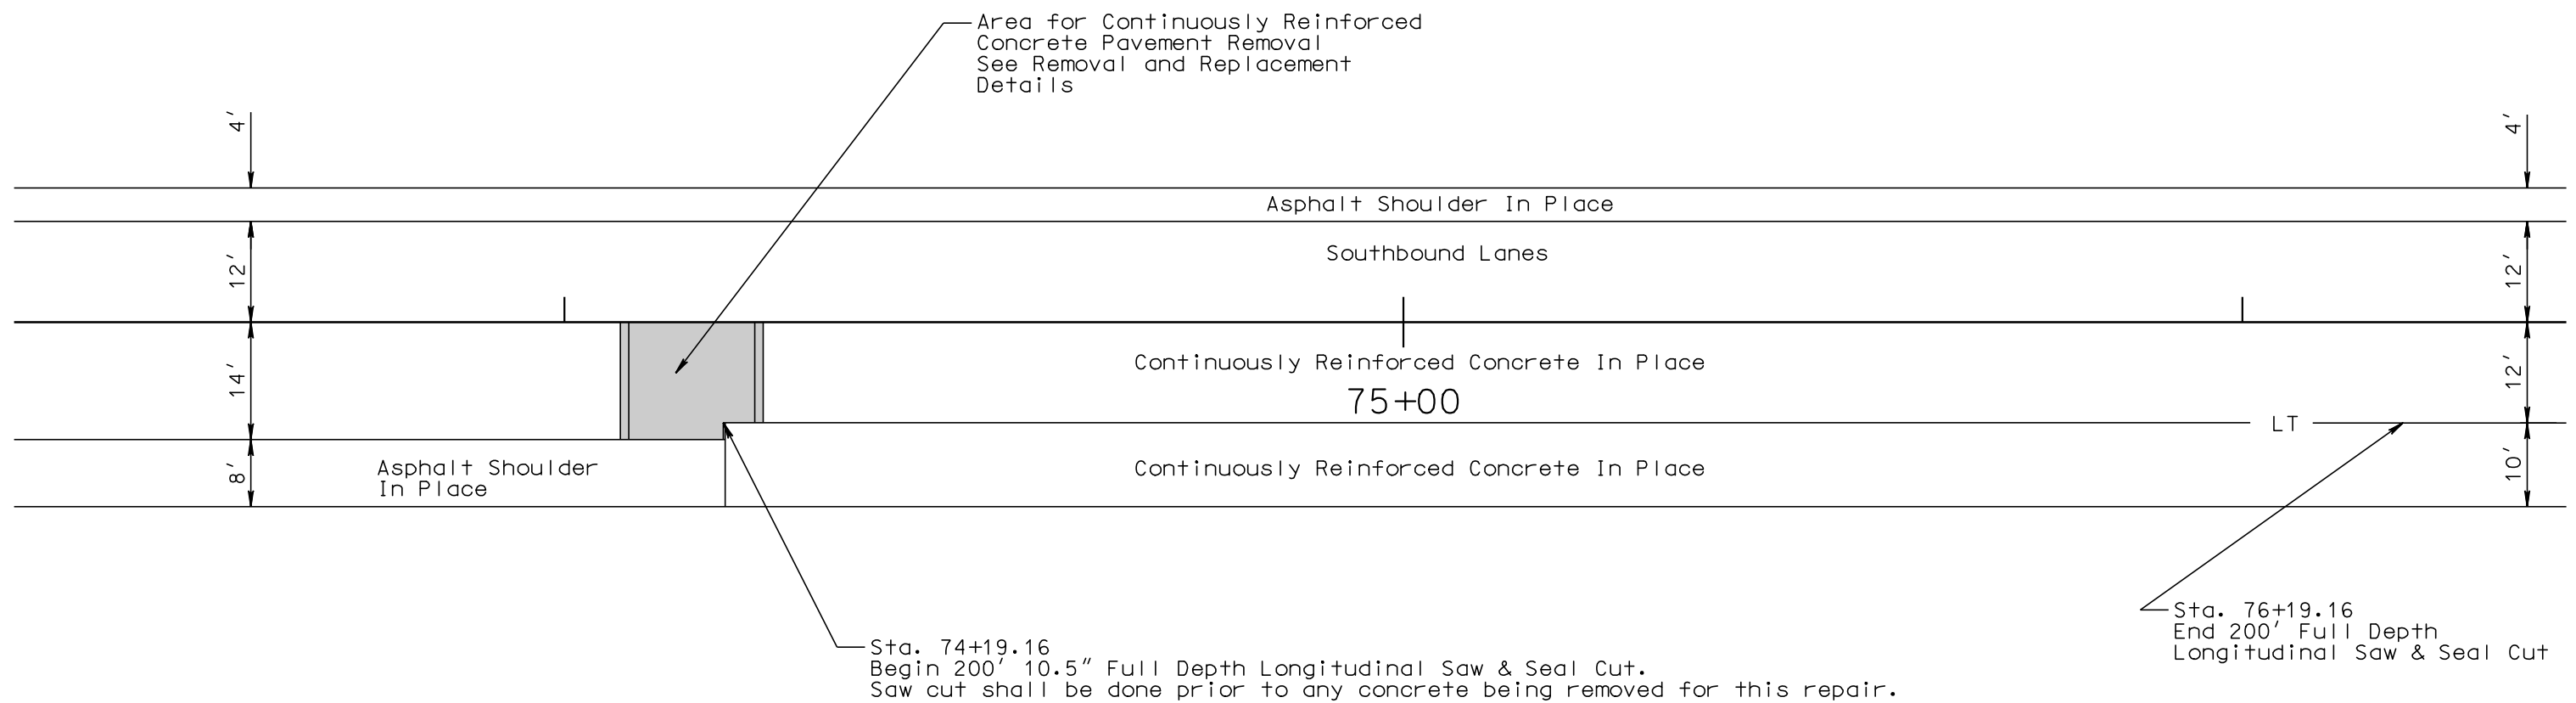 Area for Continuously Reinforced
Concrete Pavement Removal
See Removal and Replacement
Details
4'
4'
Asphalt Shoulder In Place
12'
Southbound Lanes
12'
14'
Continuously Reinforced Concrete In Place
12'
75+00
LT
8'
Asphalt Shoulder
In Place
Continuously Reinforced Concrete In Place
10'
Sta. 74+19.16
Begin 200' 10.5" Full Depth Longitudinal Saw & Seal Cut.
Saw cut shall be done prior to any concrete being removed for this repair.
Sta. 76+19.16
End 200' Full Depth
Longitudinal Saw & Seal Cut